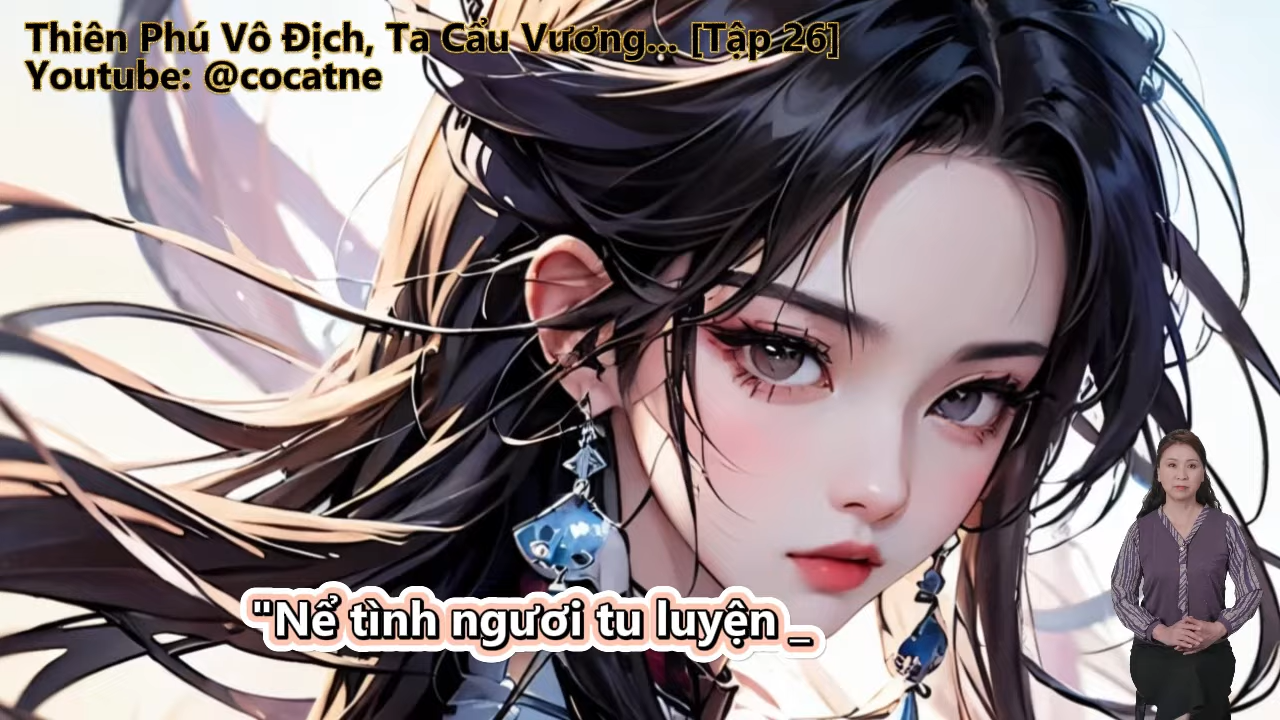 Thiên Phú Vô Địch, Ta Cẩu Vương... [Tập 26]
Youtube: @cocatne
"Nể tình ngươi tu luyện _